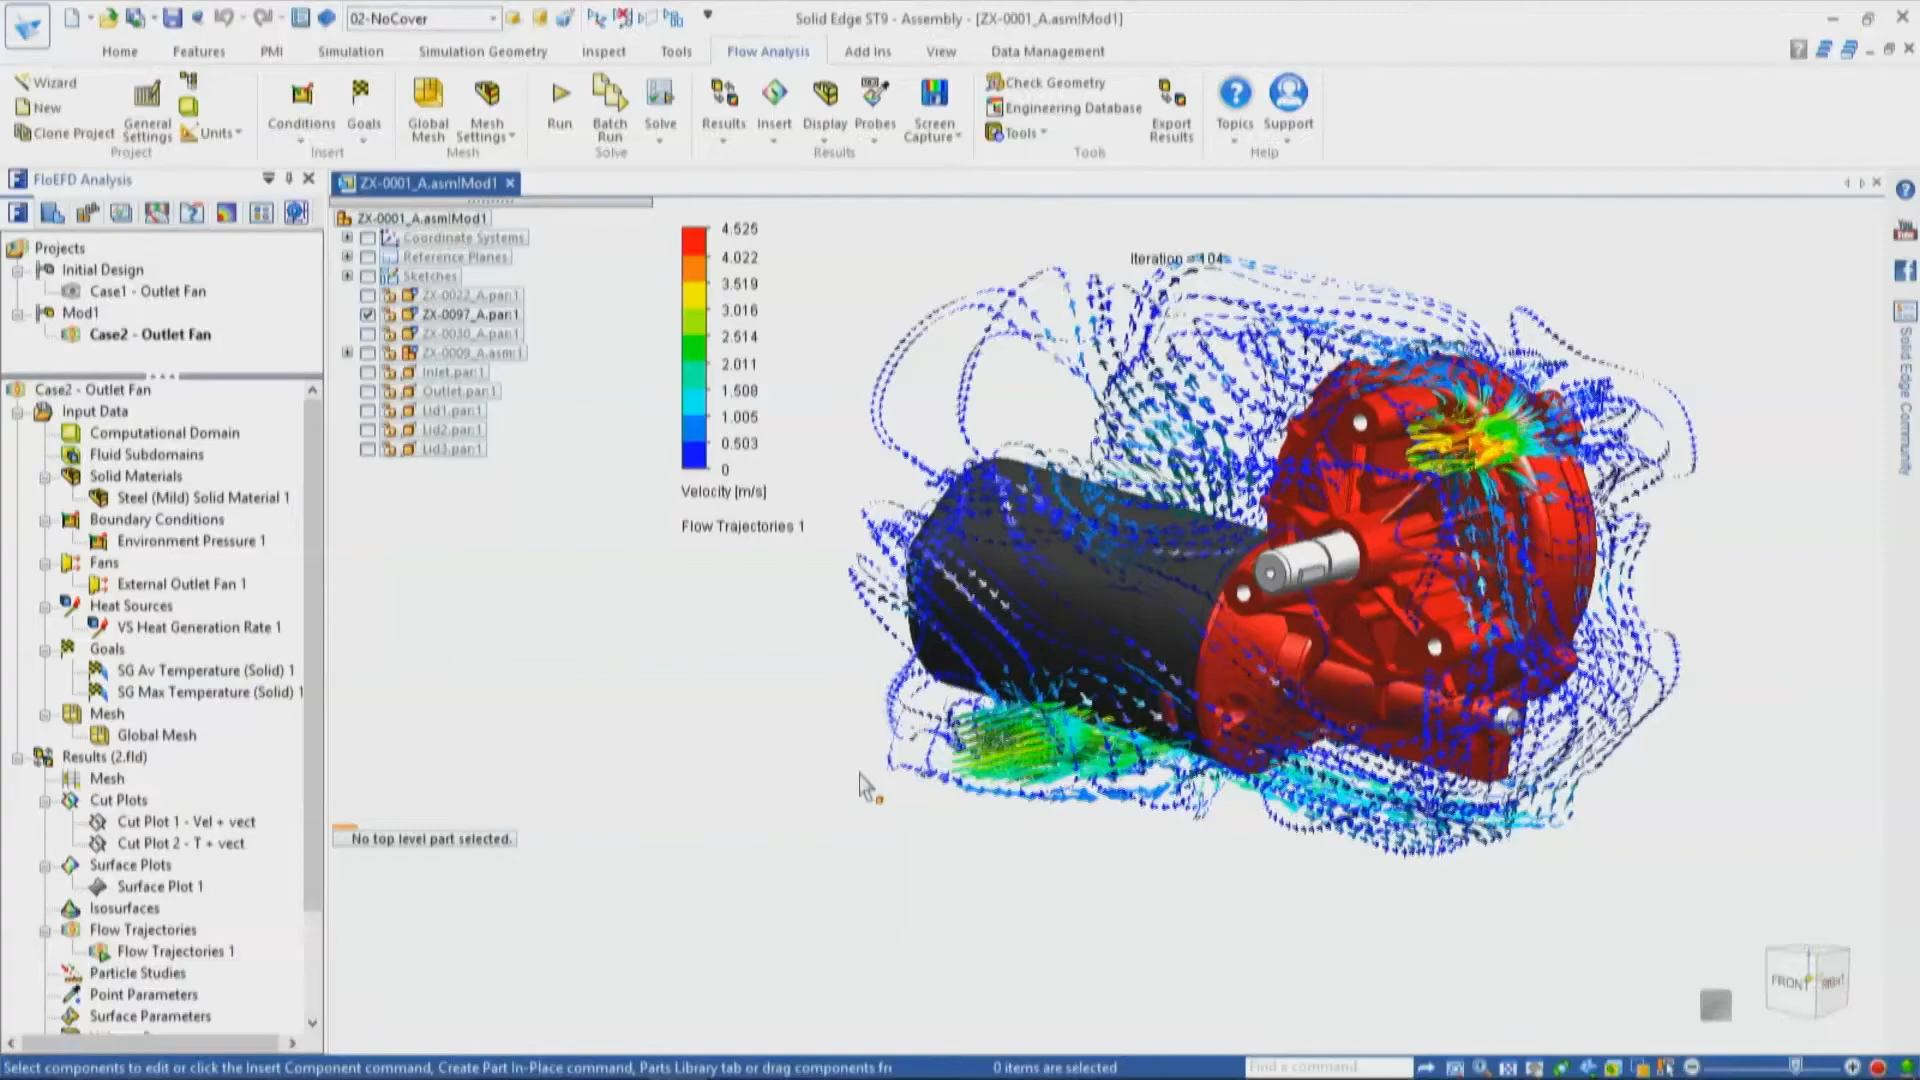 02-NoCover
Solid Edge ST9 - Assembly - [ZX-0001_A.asm!Mod1]
Home Features PMI Simulation Simulation Geometry Inspect Tools Flow Analysis Add Ins View Data Management
Wizard
New
Clone Project
General Settings
Units
Project
Conditions
Goals
Insert
Global Mesh
Mesh Settings
Mesh
Run
Batch Run
Solve
Solve
Results
Insert
Display
Probes
Screen Capture
Results
Check Geometry
Engineering Database
Tools
Export Results
Tools
Topics
Support
Help
FloEFD Analysis
Projects
Initial Design
Case1 - Outlet Fan
Mod1
Case2 - Outlet Fan
Case2 - Outlet Fan
Input Data
Computational Domain
Fluid Subdomains
Solid Materials
Steel (Mild) Solid Material 1
Boundary Conditions
Environment Pressure 1
Fans
External Outlet Fan 1
Heat Sources
VS Heat Generation Rate 1
Goals
SG Av Temperature (Solid) 1
SG Max Temperature (Solid) 1
Mesh
Global Mesh
Results (2.fld)
Mesh
Cut Plots
Cut Plot 1 - Vel + vect
Cut Plot 2 - T + vect
Surface Plots
Surface Plot 1
Isosurfaces
Flow Trajectories
Flow Trajectories 1
Particle Studies
Point Parameters
Surface Parameters
ZX-0001_A.asm!Mod1
ZX-0001_A.asm!Mod1
Coordinate Systems
Reference Planes
Sketches
ZX-0022_A.par:1
ZX-0097_A.par:1
ZX-0030_A.par:1
ZX-0009_A.asm:1
Inlet.par:1
Outlet.par:1
Lid1.par:1
Lid2.par:1
Lid3.par:1
No top level part selected.
4.525
4.022
3.519
3.016
2.514
2.011
1.508
1.005
0.503
0
Velocity [m/s]
Flow Trajectories 1
Iteration = 104
FRONT
RIGHT
You Tube
Solid Edge Community
Select components to edit or click the Insert Component command, Create Part In-Place command, Parts Library tab or drag components fr
0 items are selected
Find a command